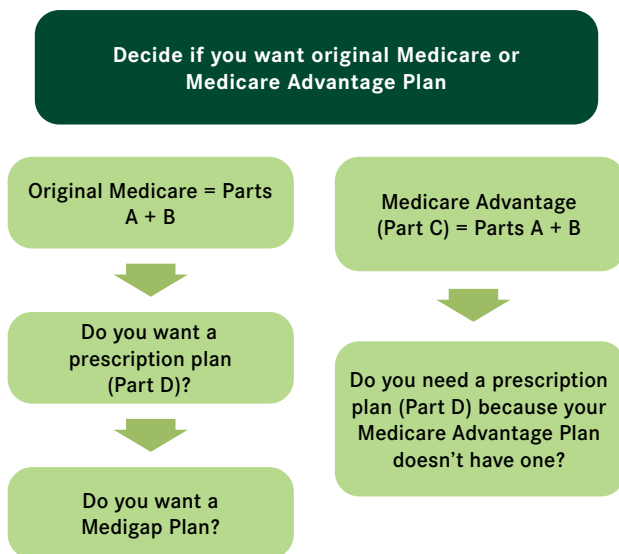 Decide if you want original Medicare or
Medicare Advantage Plan
Original Medicare = Parts
A + B
Do you want a
prescription plan
(Part D)?
Do you want a
Medigap Plan?
Medicare Advantage
(Part C) = Parts A + B
Do you need a prescription
plan (Part D) because your
Medicare Advantage Plan
doesn’t have one?